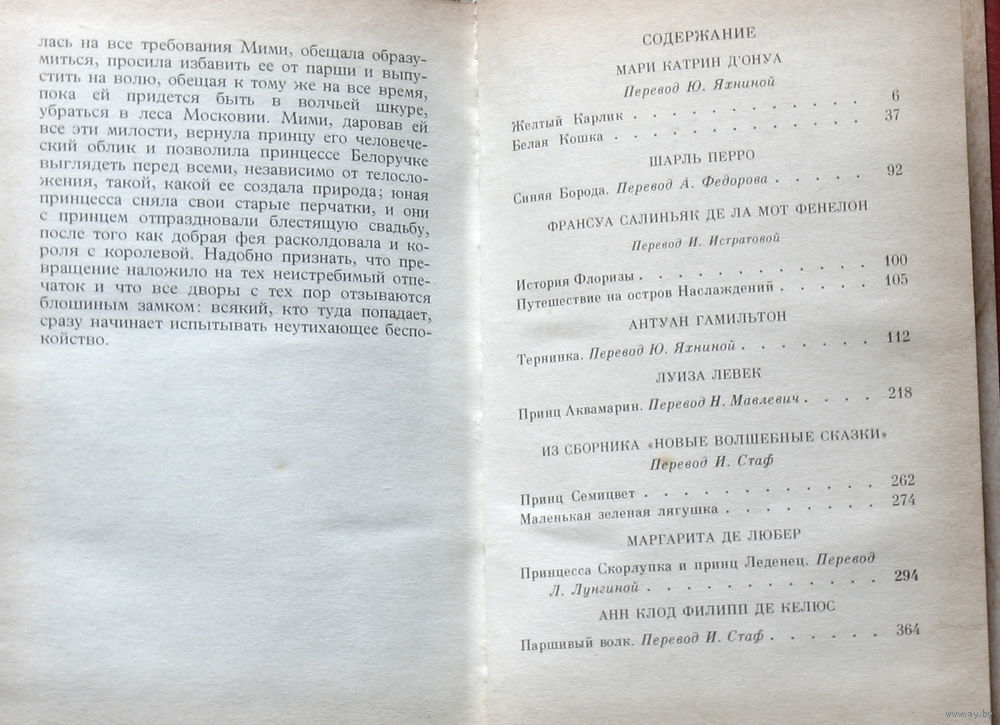 лась на все требования Мими, обещала образу-
миться, просила избавить ее от парши и выпу-
стить на волю, обещая к тому же на все время,
пока ей придется быть в волчьей шкуре,
убраться в леса Московии. Мими, даровав ей
все эти милости, вернула принцу его человече-
ский облик и позволила принцессе Белоручке
выглядеть перед всеми, независимо от телосло-
жения, такой, какой ее создала природа; юная
принцесса сняла свои старые перчатки, и они
с принцем отпраздновали блестящую свадьбу,
после того как добрая фея расколдовала и ко-
роля с королевой. Надобно признать, что пре-
вращение наложило на тех неистребимый отпе-
чаток и что все дворы с тех пор отзываются
блошиным замком: всякий, кто туда попадает,
сразу начинает испытывать неутихающее беспо-
койство.
СОДЕРЖАНИЕ
МАРИ КАТРИН Д'ОНУА
Перевод Ю. Яхниной
Желтый Карлик . . . . . . . . . . . 6
Белая Кошка . . . . . . . . . . . . 37
ШАРЛЬ ПЕРРО
Синяя Борода. Перевод А. Федорова . . . . . 92
ФРАНСУА САЛИНЬЯК ДЕ ЛА МОТ ФЕНЕЛОН
Перевод И. Истратовой
История Флоризы . . . . . . . . . . . 100
Путешествие на остров Наслаждений . . . . . 105
АНТУАН ГАМИЛЬТОН
Тернинка. Перевод Ю. Яхниной . . . . . . . 112
ЛУИЗА ЛЕВЕК
Принц Аквамарин. Перевод Н. Мавлевич . . . . 218
ИЗ СБОРНИКА «НОВЫЕ ВОЛШЕБНЫЕ СКАЗКИ»
Перевод И. Стаф
Принц Семицвет . . . . . . . . . . . 262
Маленькая зеленая лягушка . . . . . . . . 274
МАРГАРИТА ДЕ ЛЮБЕР
Принцесса Скорлупка и принц Леденец. Перевод
Л. Лунгиной . . . . . . . . . . . 294
АНН КЛОД ФИЛИПП ДЕ КЕЛЮС
Паршивый волк. Перевод И. Стаф . . . . . . 364
www.ay.by